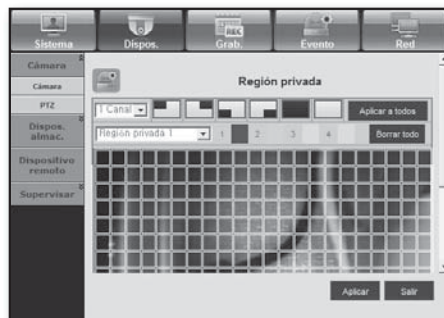 REC
Sistema Dispos. Grab. Evento Red
Cámara
Cámara
PTZ
Dispos. almac.
Dispositivo remoto
Supervisar
Región privada
1 Canal
Aplicar a todos
Región privada 1
1 2 3 4
Borrar todo
Aplicar Salir